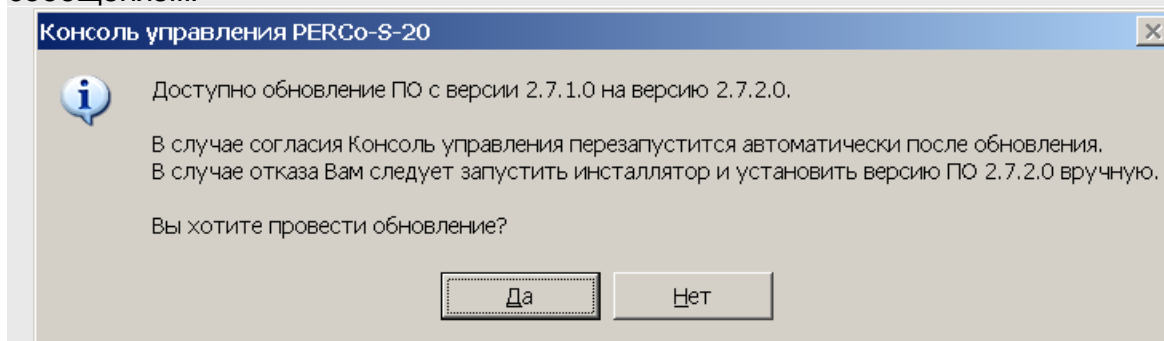 Консоль управления PERCo-S-20
Доступно обновление ПО с версии 2.7.1.0 на версию 2.7.2.0.
В случае согласия Консоль управления перезапустится автоматически после обновления.
В случае отказа Вам следует запустить инсталлятор и установить версию ПО 2.7.2.0 вручную.
Вы хотите провести обновление?
Да
Нет